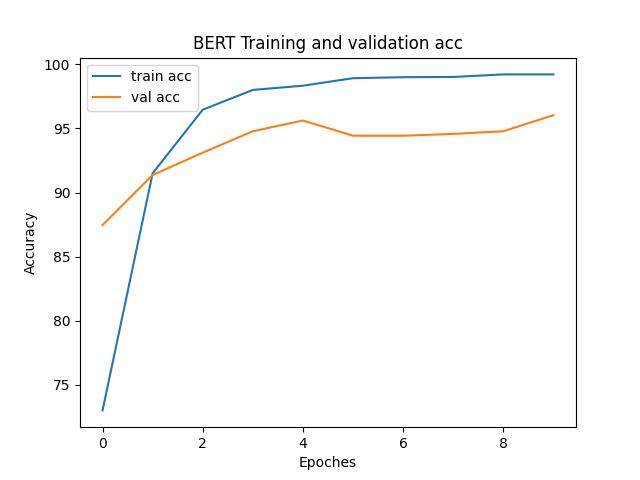 BERT Training and validation acc
train acc
val acc
100
95
90
85
80
75
Accuracy
0 2 4 6 8
Epoches